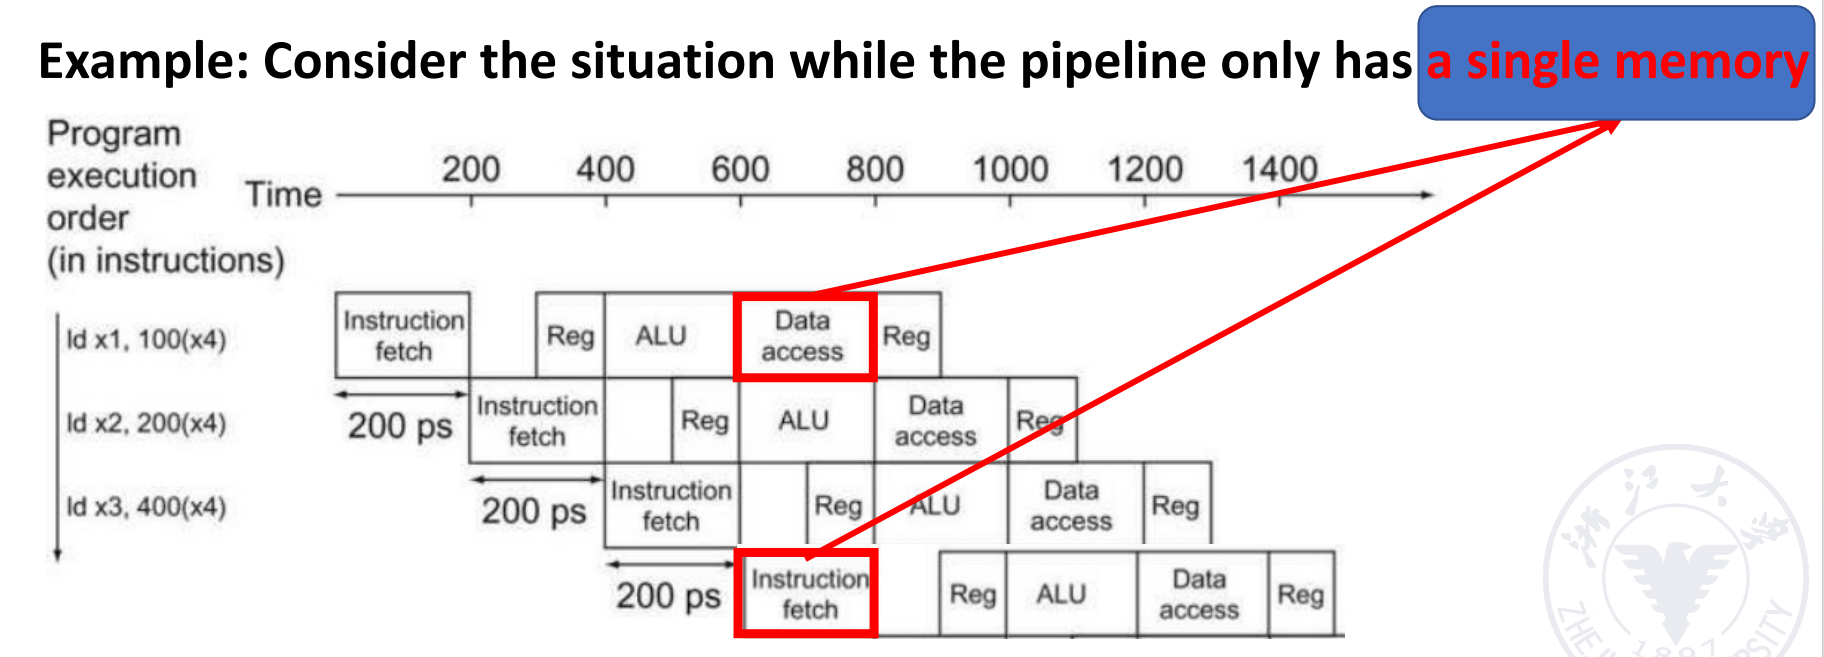 Example: Consider the situation while the pipeline only has a single memory
Program
execution
order
(in instructions)
Time
200 400 600 800 1000 1200 1400
ld x1, 100(x4)
Instruction
fetch
Reg
ALU
Data
access
Reg
ld x2, 200(x4)
200 ps
Instruction
fetch
Reg
ALU
Data
access
Reg
ld x3, 400(x4)
200 ps
Instruction
fetch
Reg
ALU
Data
access
Reg
200 ps
Instruction
fetch
Reg
ALU
Data
access
Reg